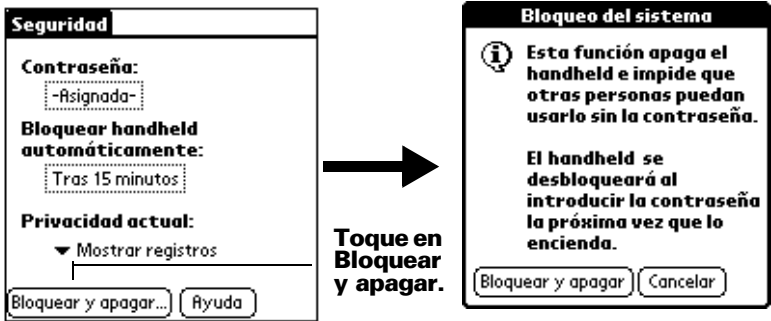 Seguridad
Contraseña:
-Asignada-
Bloquear handheld
automáticamente:
Tras 15 minutos
Privacidad actual:
Mostrar registros
Bloquear y apagar...
Ayuda
Toque en
Bloquear
y apagar.
Bloqueo del sistema
Esta función apaga el
handheld e impide que
otras personas puedan
usarlo sin la contraseña.
El handheld se
desbloqueará al
introducir la contraseña
la próxima vez que lo
encienda.
Bloquear y apagar
Cancelar